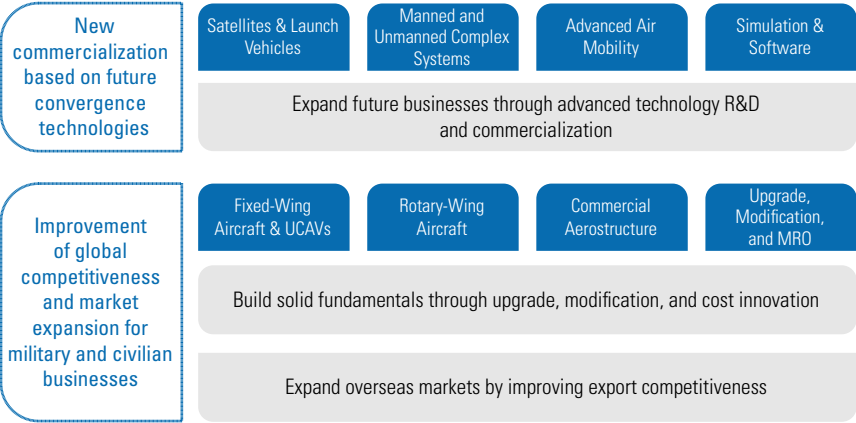 New
commercialization
based on future
convergence
technologies
Satellites & Launch
Vehicles
Manned and
Unmanned Complex
Systems
Advanced Air
Mobility
Simulation &
Software
Expand future businesses through advanced technology R&D
and commercialization
Improvement
of global
competitiveness
and market
expansion for
military and civilian
businesses
Fixed-Wing
Aircraft & UCAVs
Rotary-Wing
Aircraft
Commercial
Aerostructure
Upgrade,
Modification,
and MRO
Build solid fundamentals through upgrade, modification, and cost innovation
Expand overseas markets by improving export competitiveness